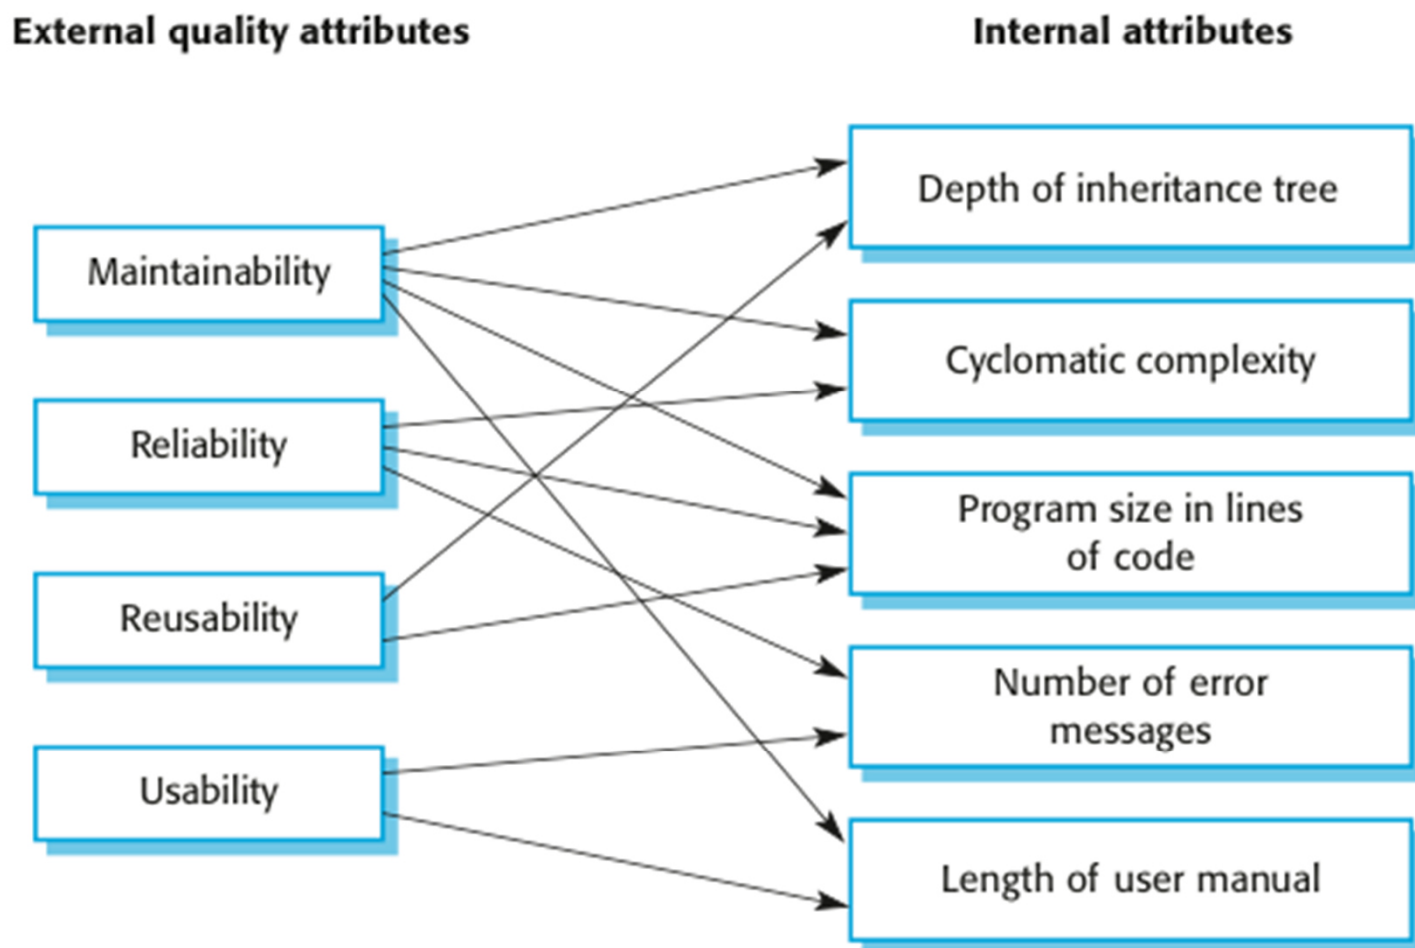 External quality attributes
Internal attributes
Depth of inheritance tree
Maintainability
Cyclomatic complexity
Reliability
Program size in lines
of code
Reusability
Number of error
messages
Usability
Length of user manual